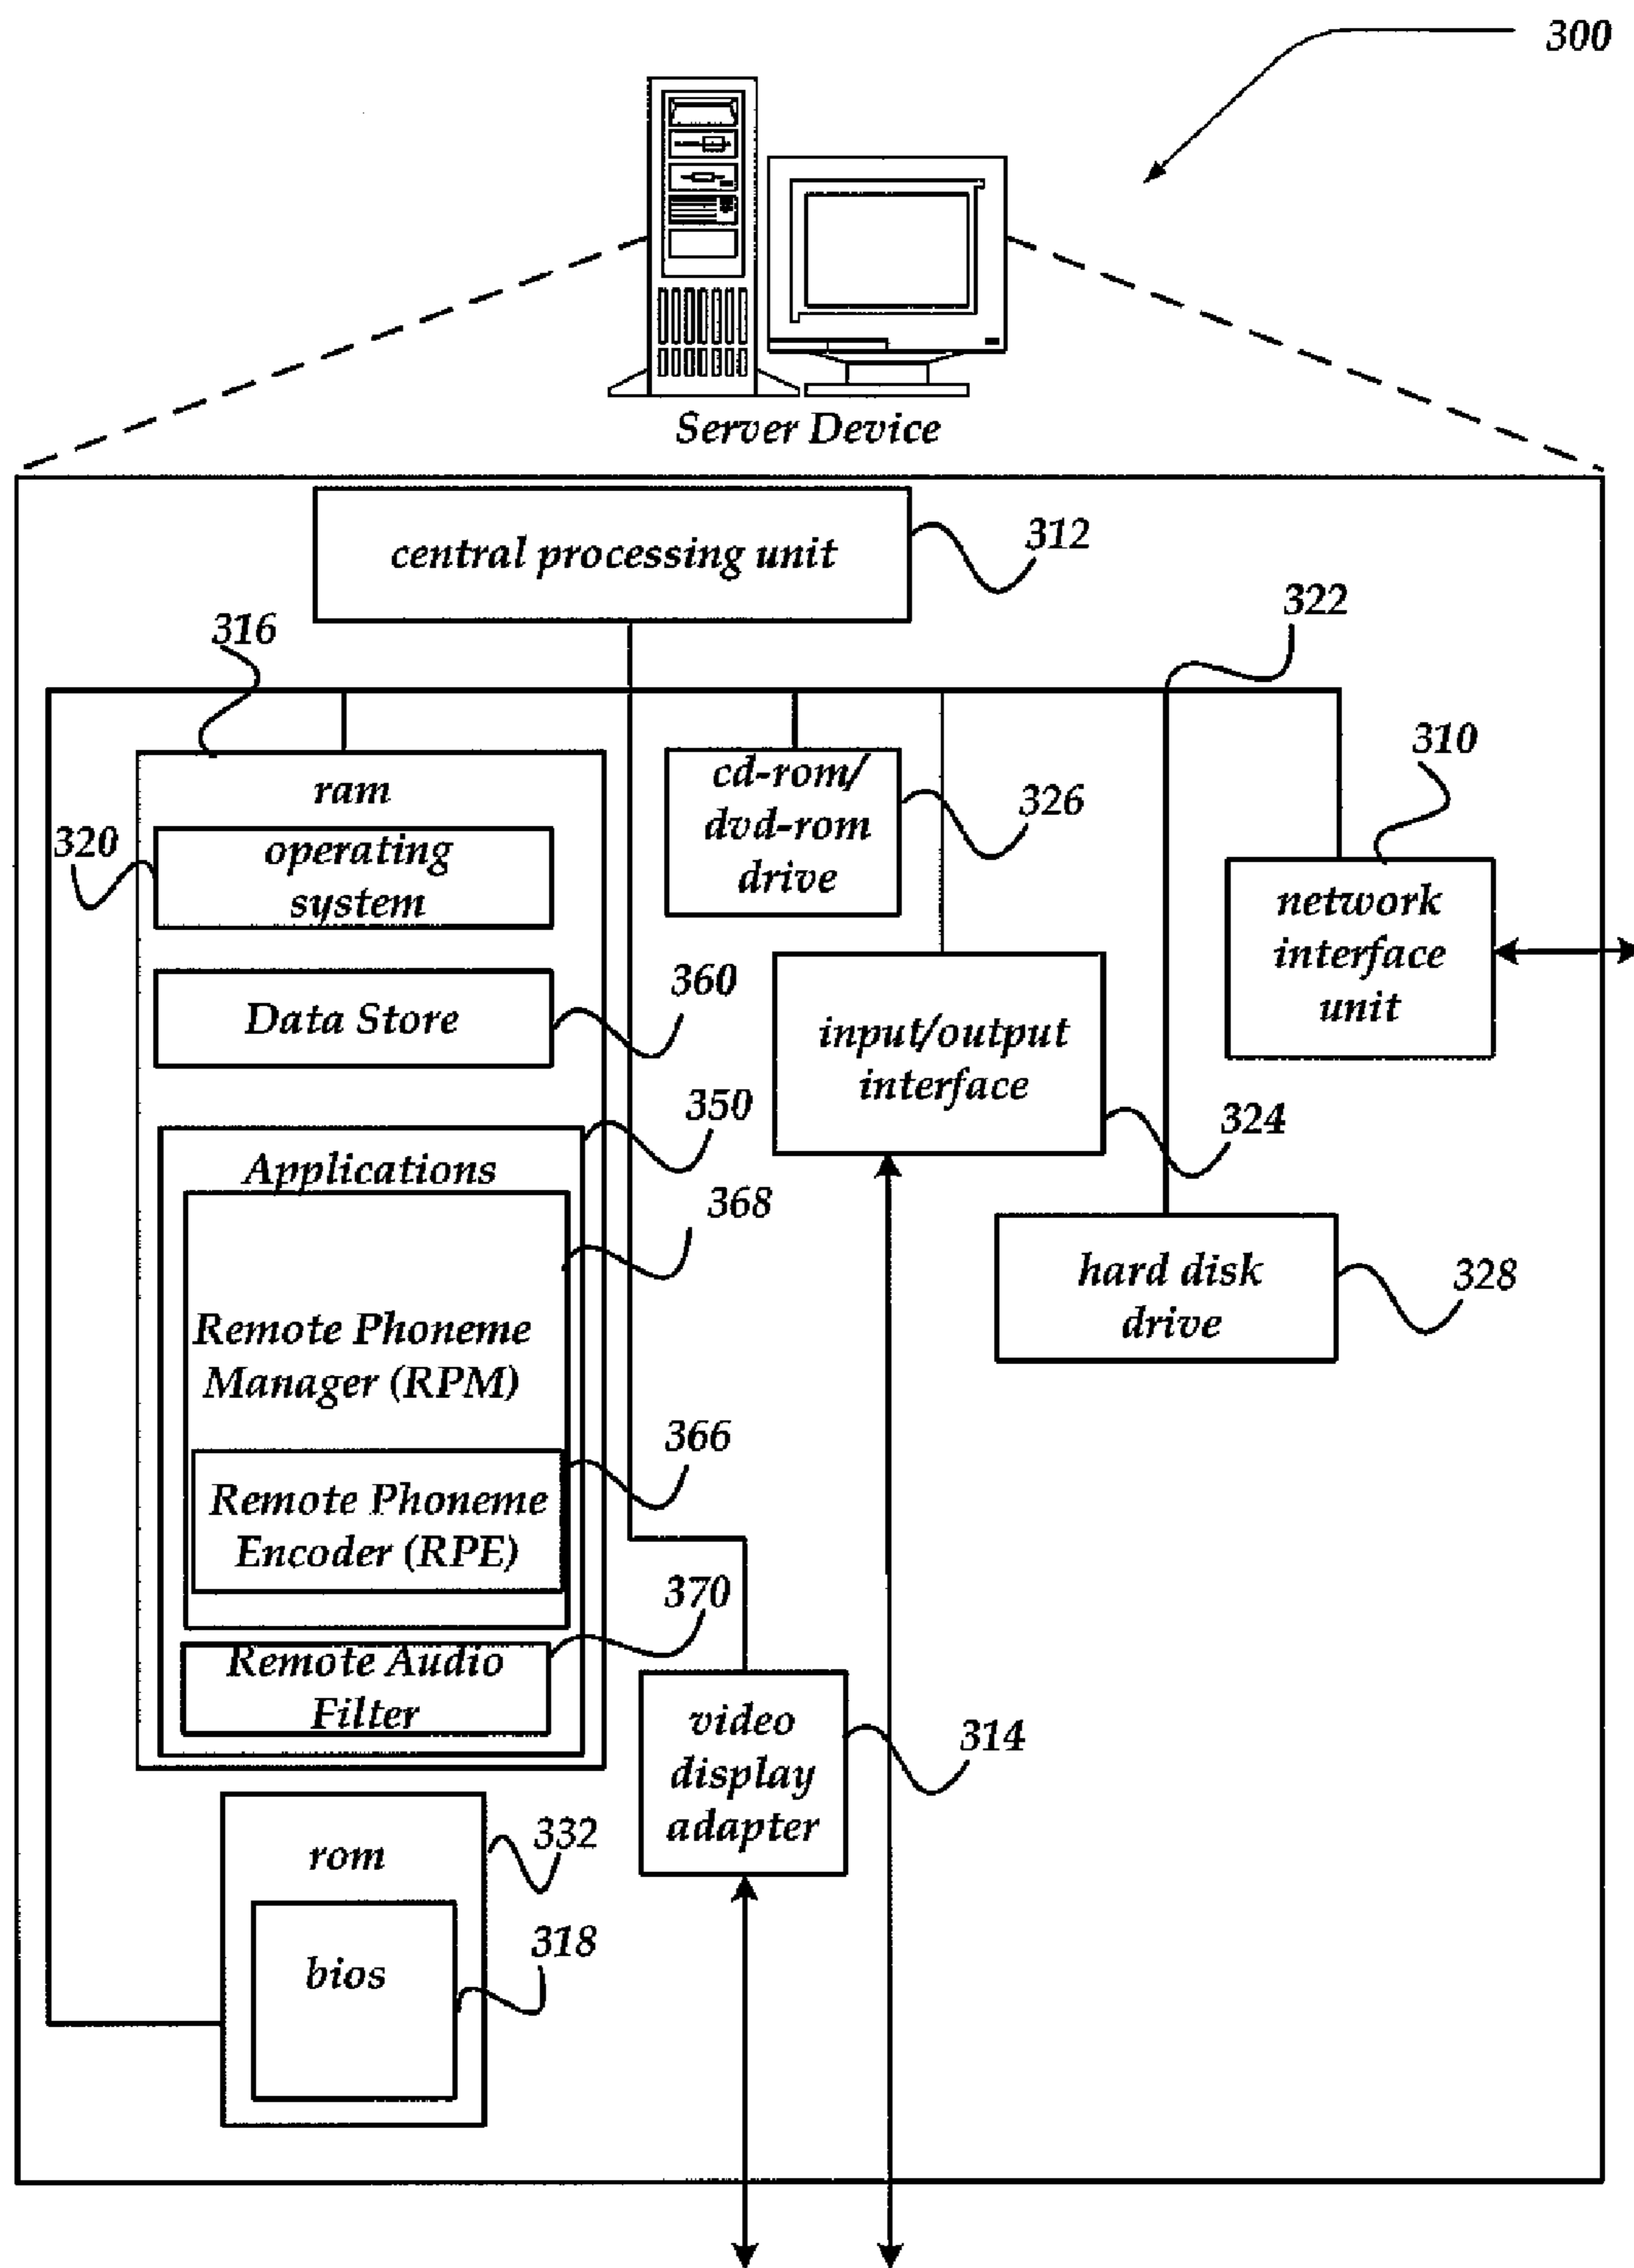 300
Server Device
central processing unit
312
322
316
310
ram
cd-rom/
dvd-rom
drive
326
320
operating
system
network
interface
unit
360
Data Store
input/output
interface
350
324
Applications
368
hard disk
drive
328
Remote Phoneme
Manager (RPM)
366
Remote Phoneme
Encoder (RPE)
370
Remote Audio
Filter
video
display
adapter
314
332
rom
318
bios